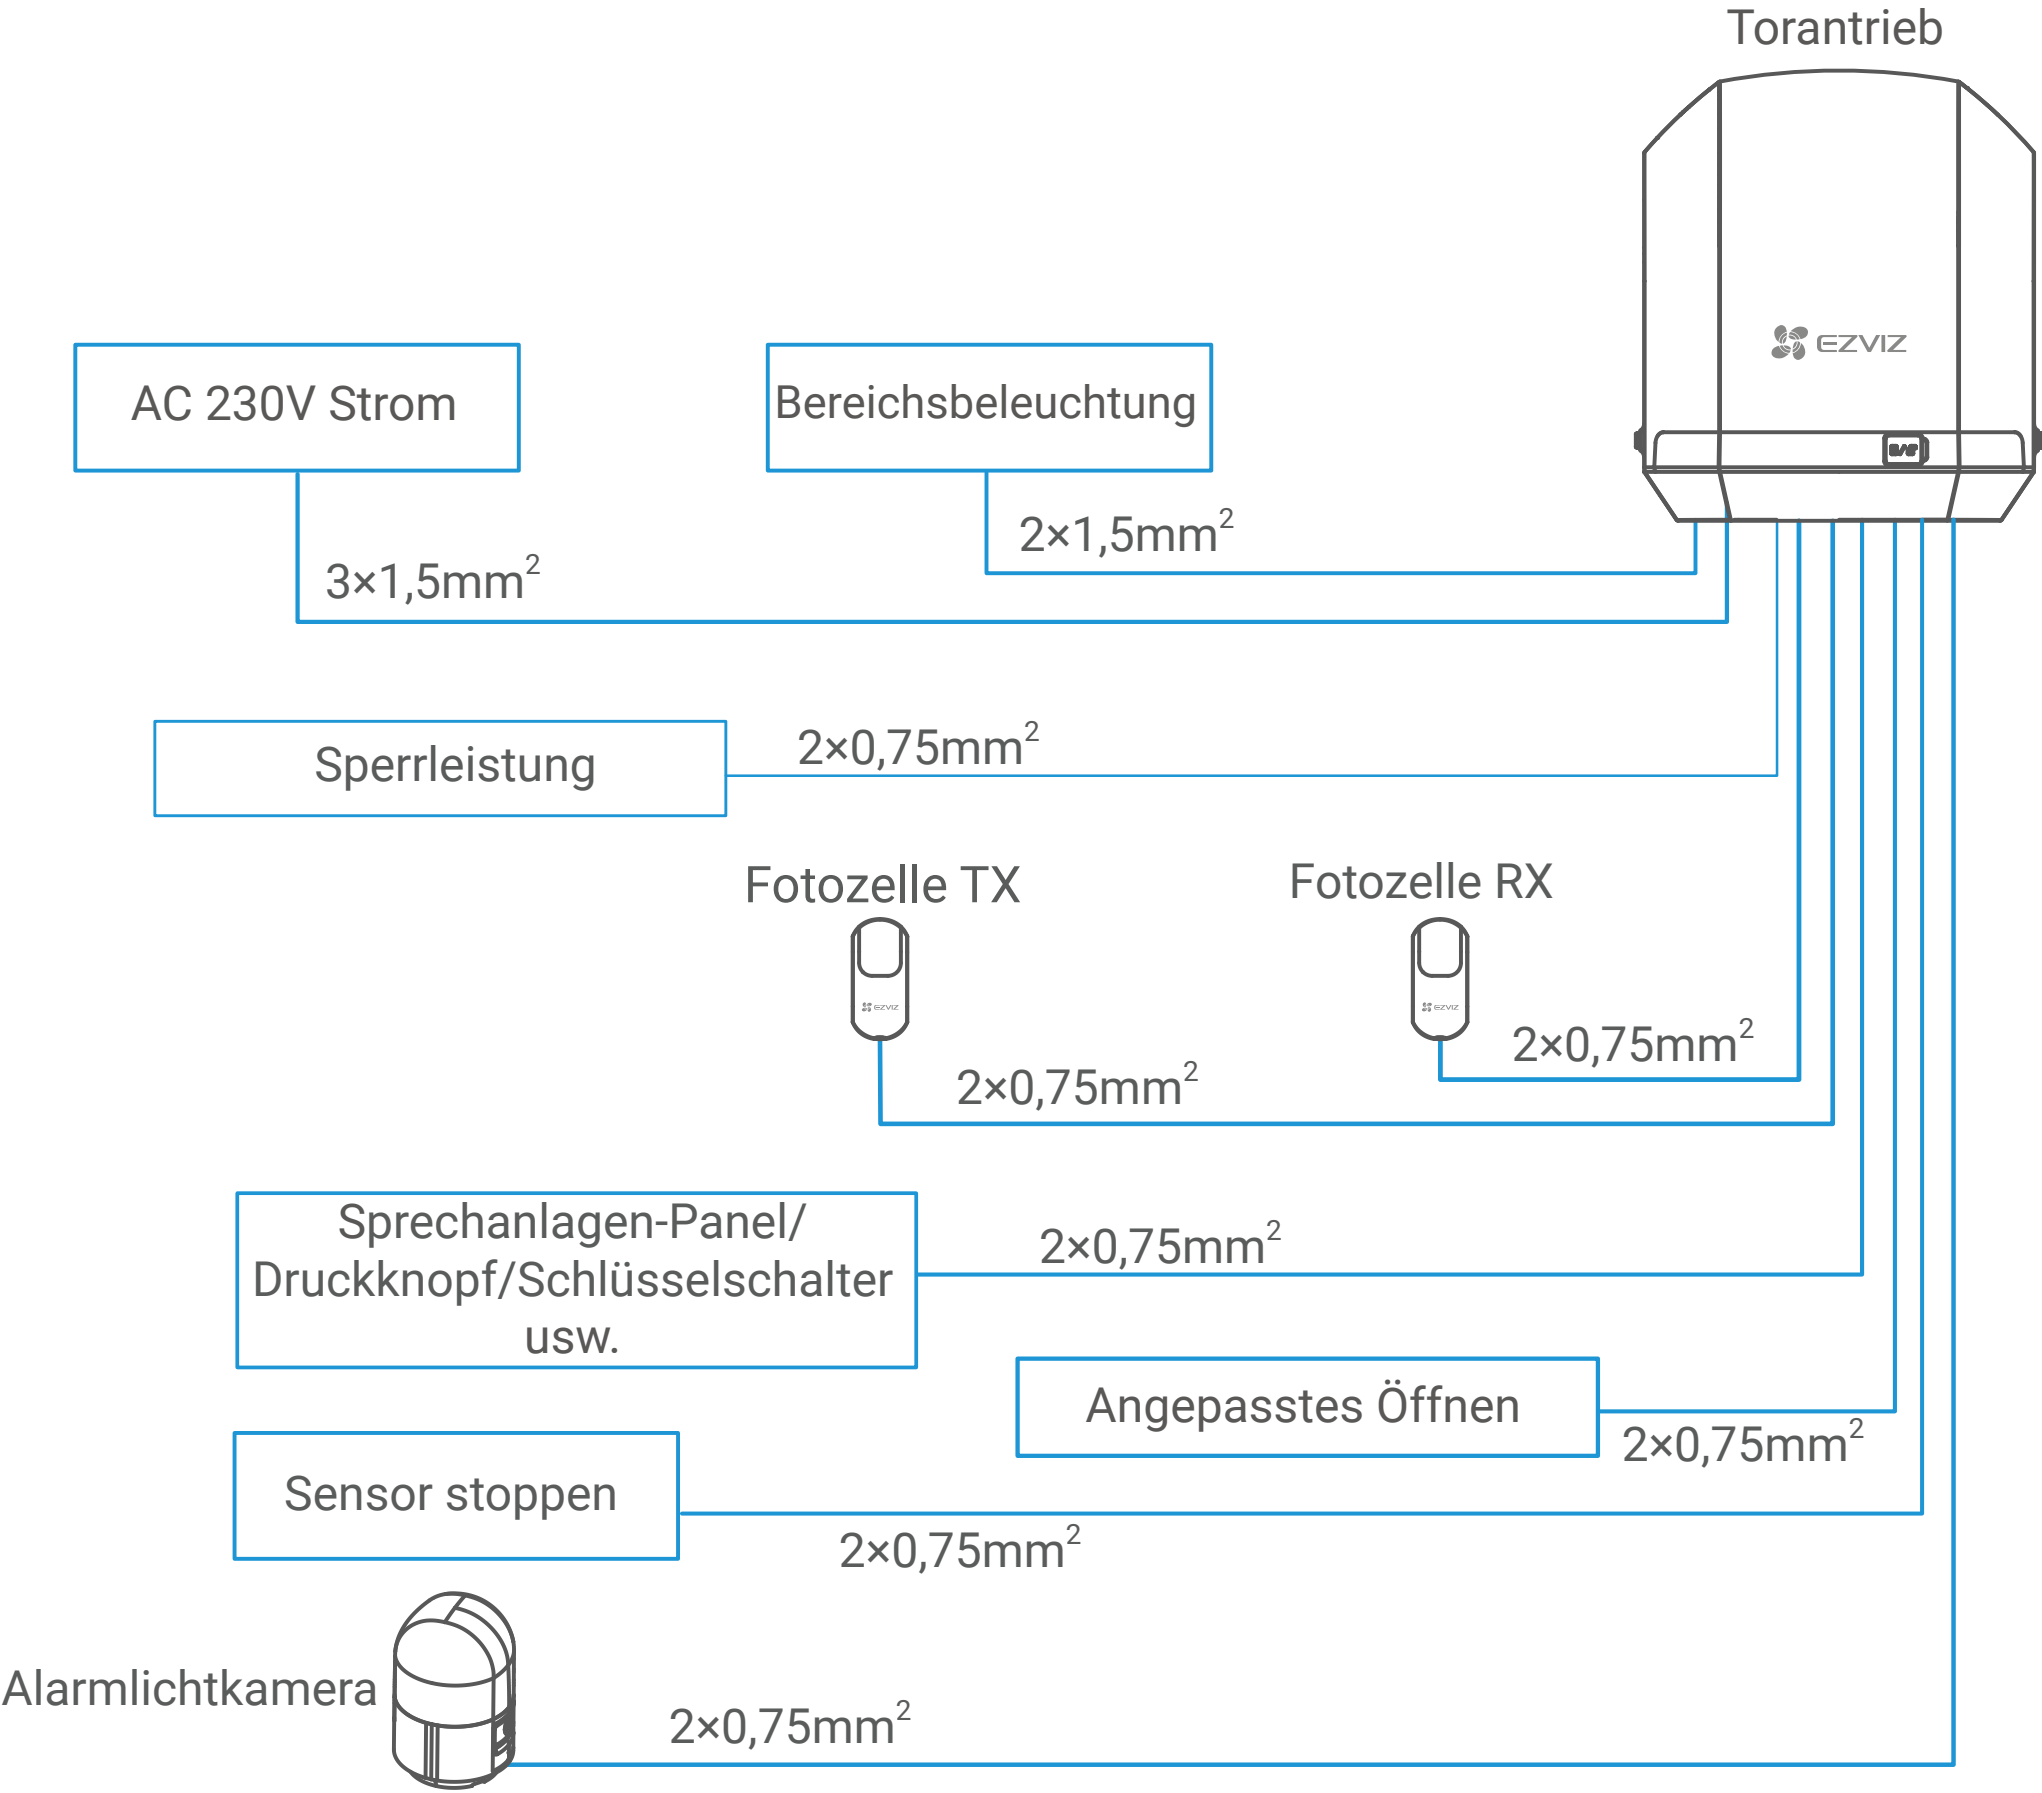 Torantrieb
EZVIZ
AC 230V Strom
Bereichsbeleuchtung
2×1,5mm²
3×1,5mm²
Sperrleistung
2×0,75mm²
Fotozelle TX
Fotozelle RX
EZVIZ
EZVIZ
2×0,75mm²
2×0,75mm²
Sprechanlagen-Panel/
Druckknopf/Schlüsselschalter
usw.
2×0,75mm²
Angepasstes Öffnen
2×0,75mm²
Sensor stoppen
2×0,75mm²
Alarmlichtkamera
2×0,75mm²